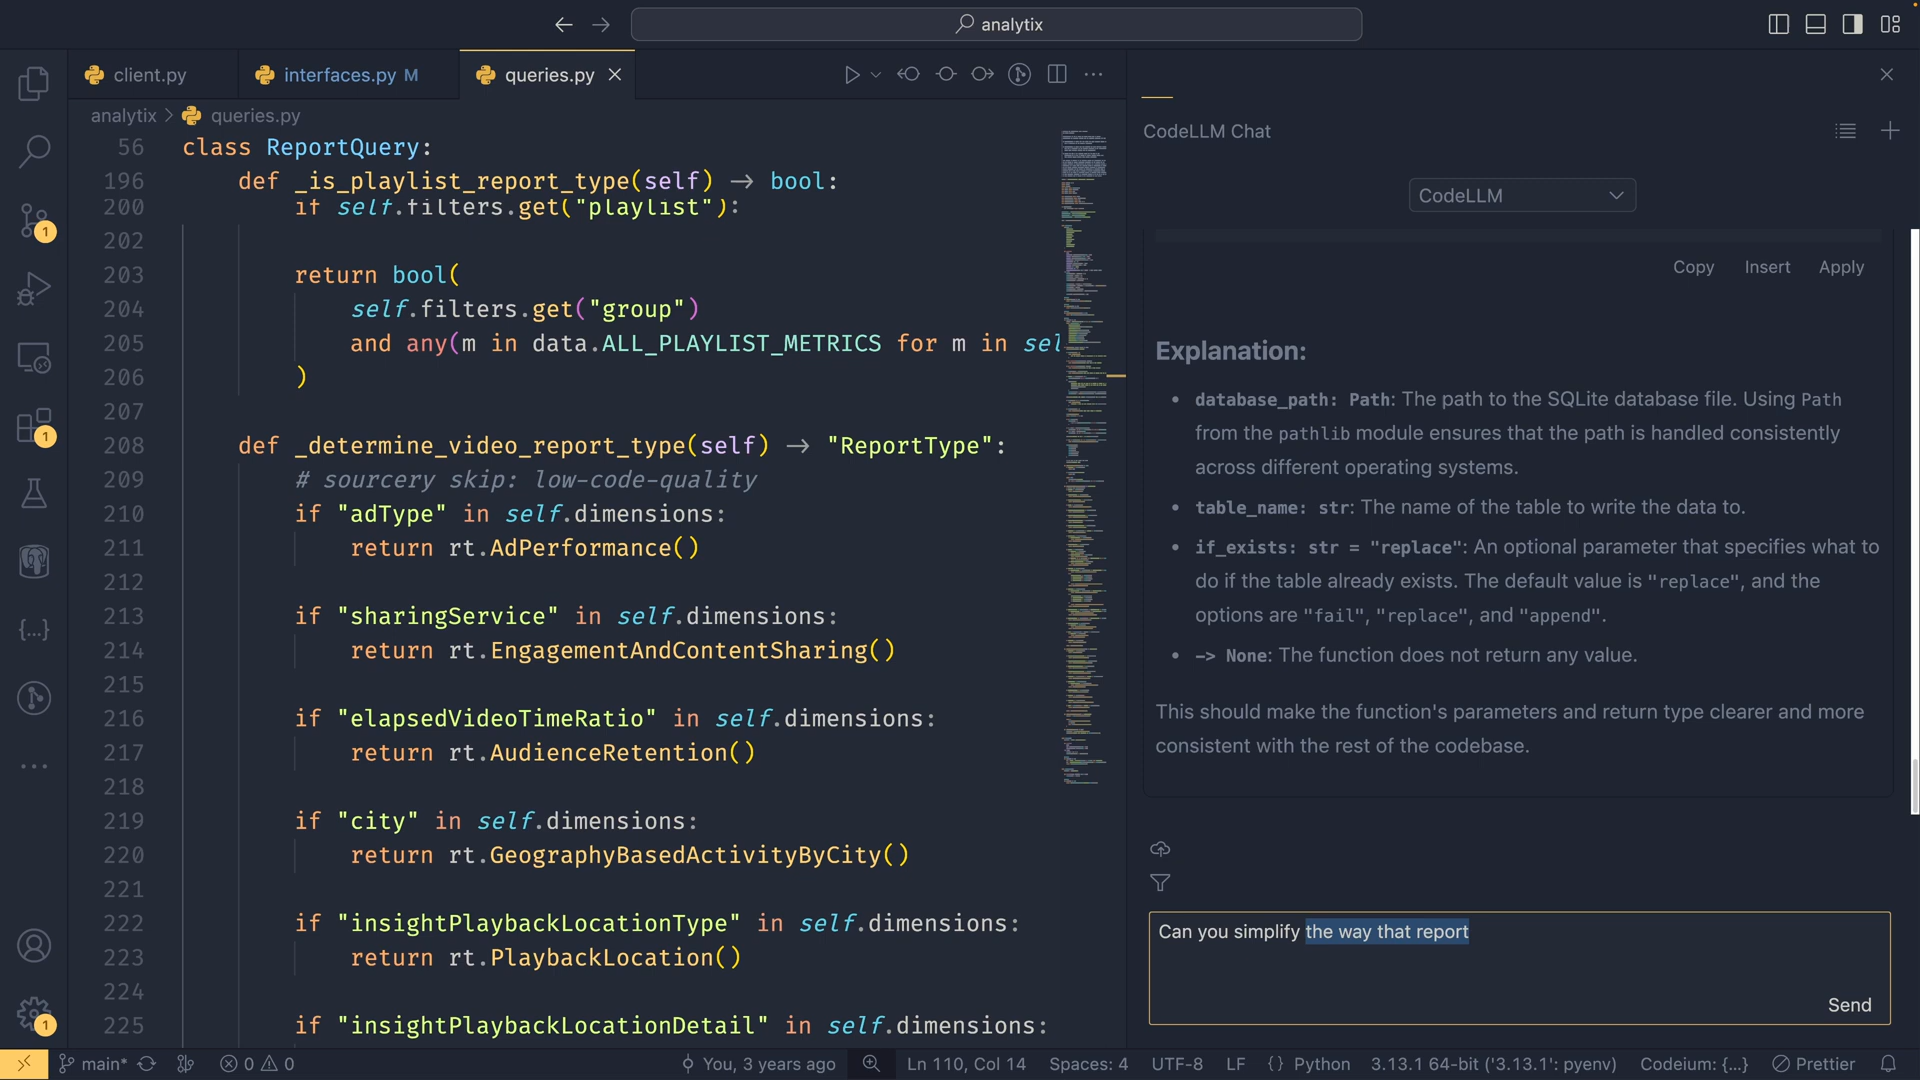 analytix
client.py
interfaces.py M
queries.py
analytix > queries.py
56 class ReportQuery:
196 def _is_playlist_report_type(self) → bool:
200 if self.filters.get("playlist"):
202
203 return bool(
204 self.filters.get("group")
205 and any(m in data.ALL_PLAYLIST_METRICS for m in sel
206 )
207
208 def _determine_video_report_type(self) → "ReportType":
209 # sourcery skip: low-code-quality
210 if "adType" in self.dimensions:
211 return rt.AdPerformance()
212
213 if "sharingService" in self.dimensions:
214 return rt.EngagementAndContentSharing()
215
216 if "elapsedVideoTimeRatio" in self.dimensions:
217 return rt.AudienceRetention()
218
219 if "city" in self.dimensions:
220 return rt.GeographyBasedActivityByCity()
221
222 if "insightPlaybackLocationType" in self.dimensions:
223 return rt.PlaybackLocation()
224
225 if "insightPlaybackLocationDetail" in self.dimensions:
1
1
1
CodeLLM Chat
CodeLLM
Copy Insert Apply
Explanation:
• database_path: Path: The path to the SQLite database file. Using Path
from the pathlib module ensures that the path is handled consistently
across different operating systems.
• table_name: str: The name of the table to write the data to.
• if_exists: str = "replace": An optional parameter that specifies what to
do if the table already exists. The default value is "replace", and the
options are "fail", "replace", and "append".
• -> None: The function does not return any value.
This should make the function's parameters and return type clearer and more
consistent with the rest of the codebase.
Can you simplify the way that report
Send
main* 0 0 You, 3 years ago Ln 110, Col 14 Spaces: 4 UTF-8 LF {} Python 3.13.1 64-bit ('3.13.1': pyenv) Codeium: {...} Prettier